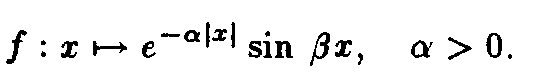 f : x ↦ e^{-α|x|} sin βx, α > 0.